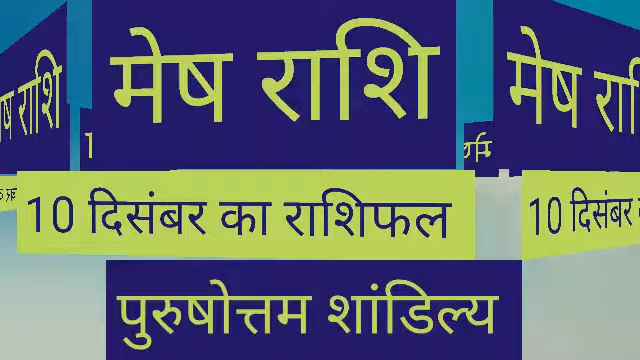 मेष राशि
10 दिसंबर का राशिफल
पुरुषोत्तम शांडिल्य